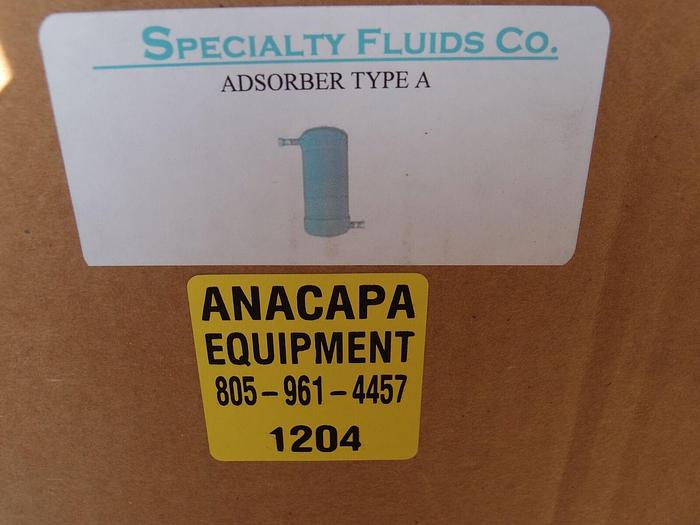 SPECIALTY FLUIDS CO.
ADSORBER TYPE A
ANACAPA
EQUIPMENT
805-961-4457
1204